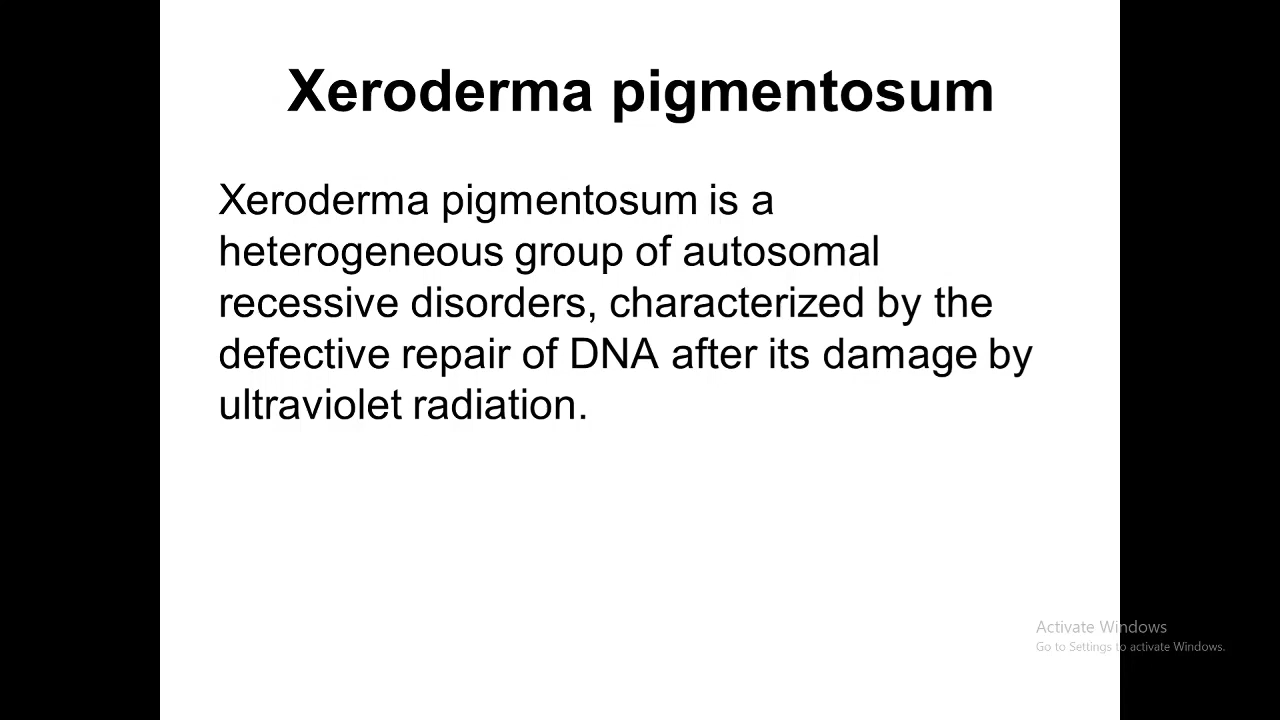 Xeroderma pigmentosum
Xeroderma pigmentosum is a
heterogeneous group of autosomal
recessive disorders, characterized by the
defective repair of DNA after its damage by
ultraviolet radiation.
Activate Windows
Go to Settings to activate Windows.